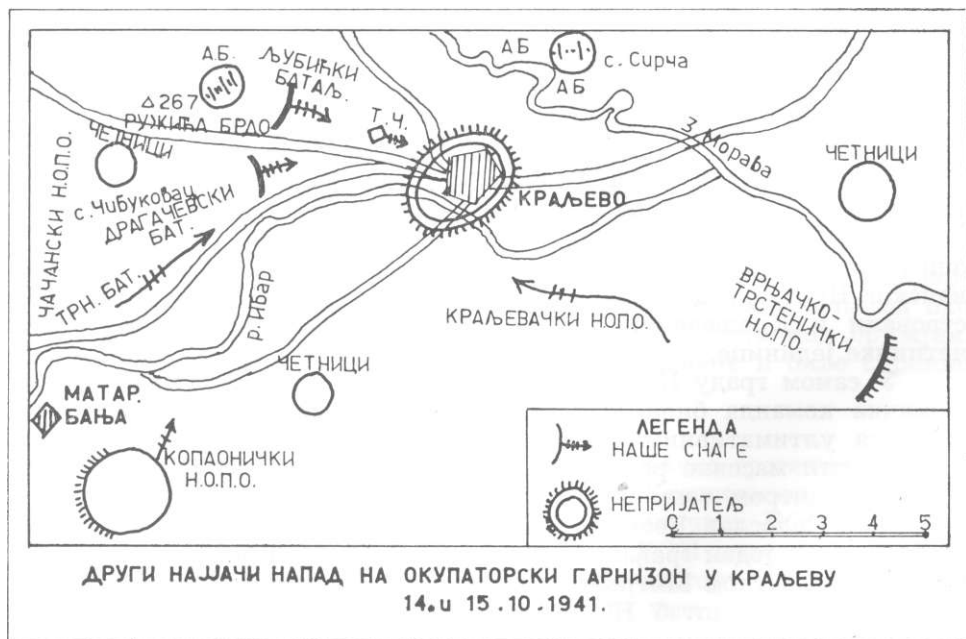 А.Б.
ЉУБИЋКИ
БАТАЉ.
А Б
с. Сирча
АБ
△267
РУЖИЋА БРДО
ЧЕТНИЦИ
Т.Ч.
З Морава
ЧЕТНИЦИ
КРАЉЕВО
с. Чибуковац
ДРАГАЧЕВСКИ
БАТ.
ЧАЧАНСКИ Н.О.П.О.
ТРН. БАТ.
р. Ибар
КРАЉЕВАЧКИ Н.О.П.О.
ВРЊАЧКО-
ТРСТЕНИЧКИ
Н.О.П.О.
ЧЕТНИЦИ
МАТАР.
БАЊА
КОПАОНИЧКИ
Н.О.П.О.
ЛЕГЕНДА
НАШЕ СНАГЕ
НЕПРИЈАТЕЉ
0 1 2 3 4 5
ДРУГИ НАЈЈАЧИ НАПАД НА ОКУПАТОРСКИ ГАРНИЗОН У КРАЉЕВУ
14. и 15.10.1941.